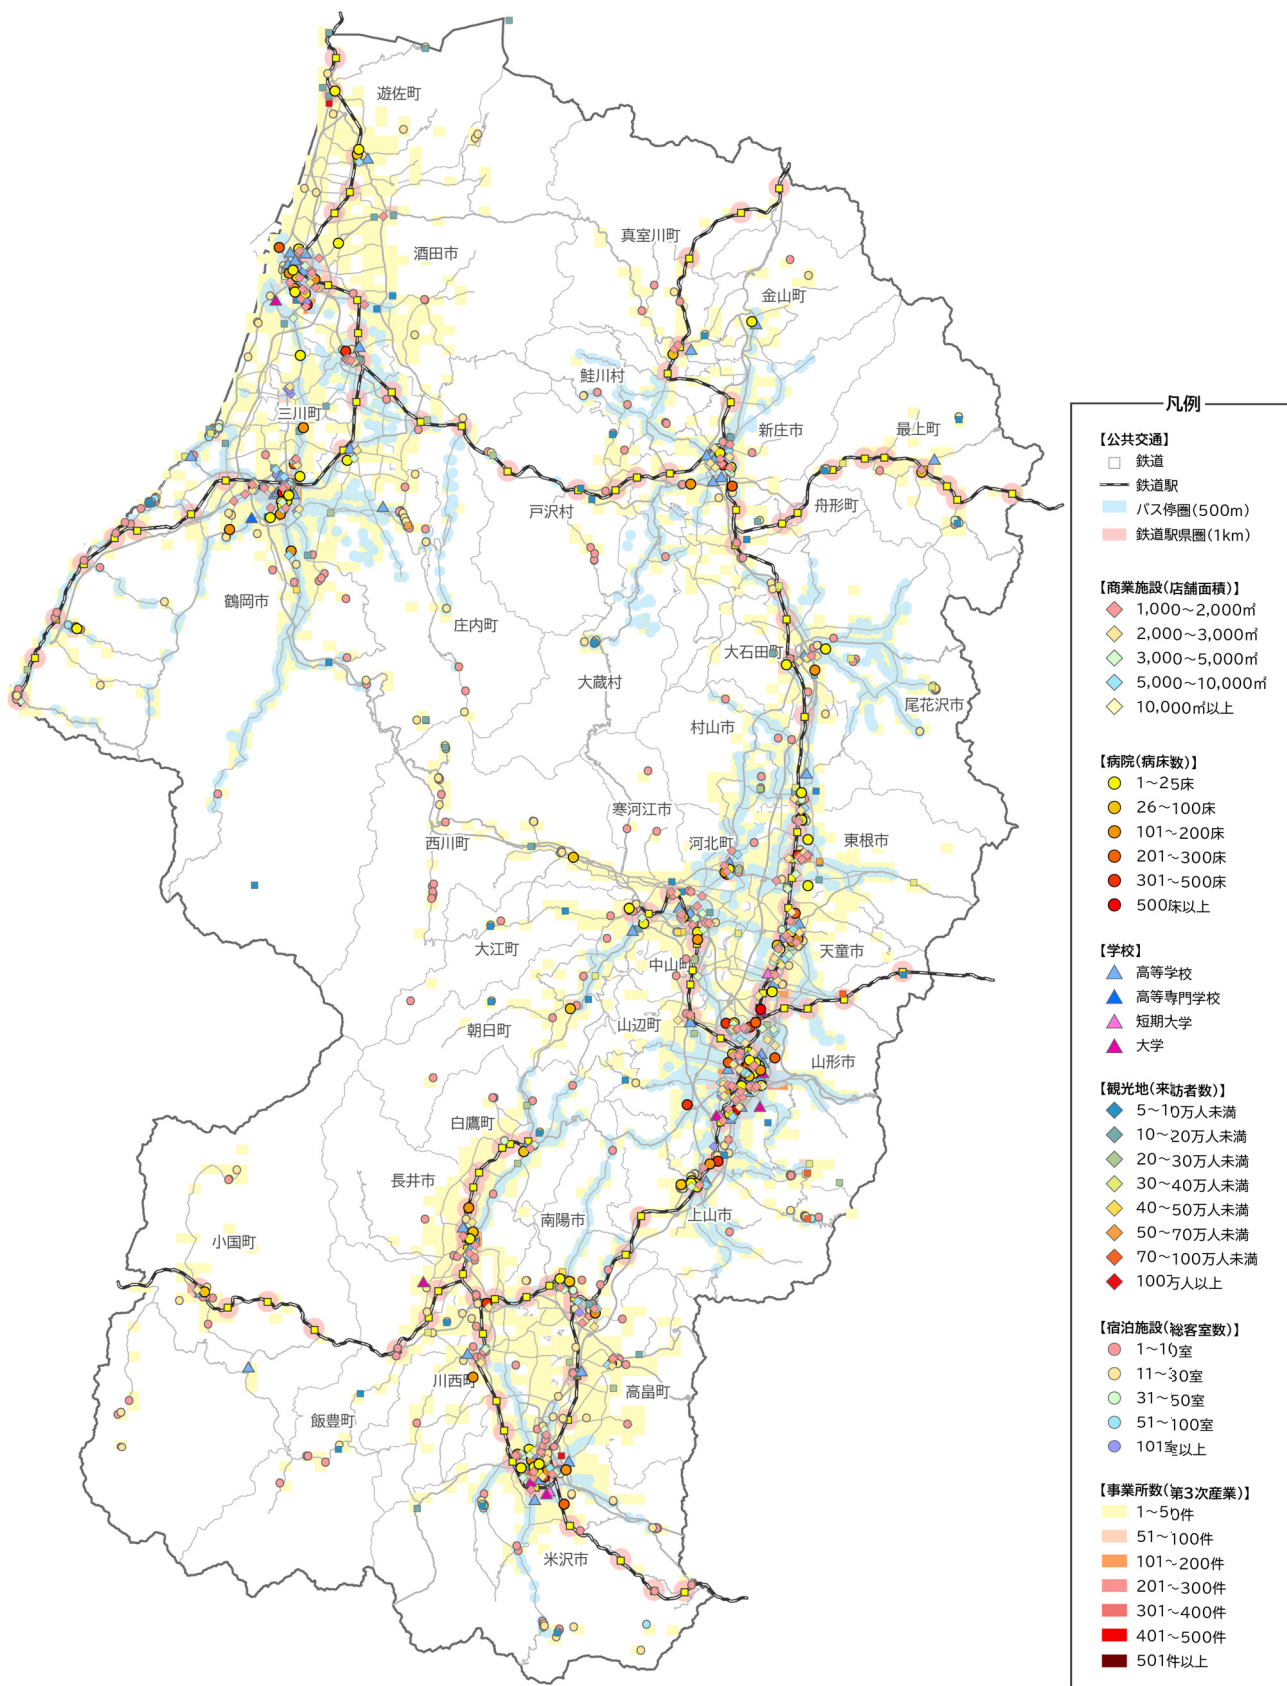 遊佐町
真室川町
酒田市
金山町
鮭川村
三川町
新庄市
最上町
戸沢村
舟形町
鶴岡市
庄内町
大石田町
大蔵村
尾花沢市
村山市
寒河江市
西川町
河北町
東根市
大江町
天童市
中山町
朝日町
山辺町
山形市
白鷹町
長井市
南陽市
上山市
小国町
川西町
高畠町
飯豊町
米沢市
凡例
【公共交通】
鉄道
鉄道駅
バス停圏(500m)
鉄道駅県圏(1km)
【商業施設(店舗面積)】
1,000～2,000㎡
2,000～3,000㎡
3,000～5,000㎡
5,000～10,000㎡
10,000㎡以上
【病院(病床数)】
1～25床
26～100床
101～200床
201～300床
301～500床
500床以上
【学校】
高等学校
高等専門学校
短期大学
大学
【観光地(来訪者数)】
5～10万人未満
10～20万人未満
20～30万人未満
30～40万人未満
40～50万人未満
50～70万人未満
70～100万人未満
100万人以上
【宿泊施設(総客室数)】
1～10室
11～30室
31～50室
51～100室
101室以上
【事業所数(第3次産業)】
1～50件
51～100件
101～200件
201～300件
301～400件
401～500件
501件以上